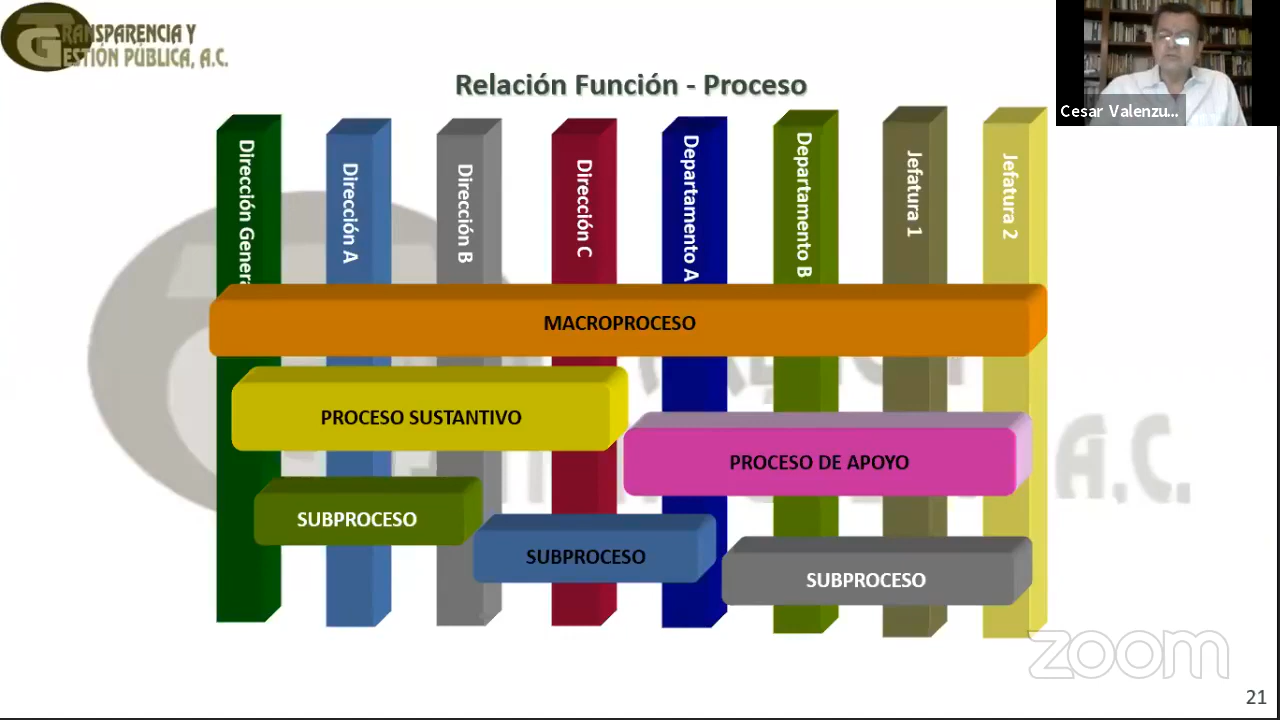 TRANSPARENCIA Y
GESTIÓN PÚBLICA, A.C.
Relación Función - Proceso
Cesar Valenzu...
Dirección General
Dirección A
Dirección B
Dirección C
Departamento A
Departamento B
Jefatura 1
Jefatura 2
MACROPROCESO
PROCESO SUSTANTIVO
PROCESO DE APOYO
SUBPROCESO
SUBPROCESO
SUBPROCESO
A.C.
zoom
21